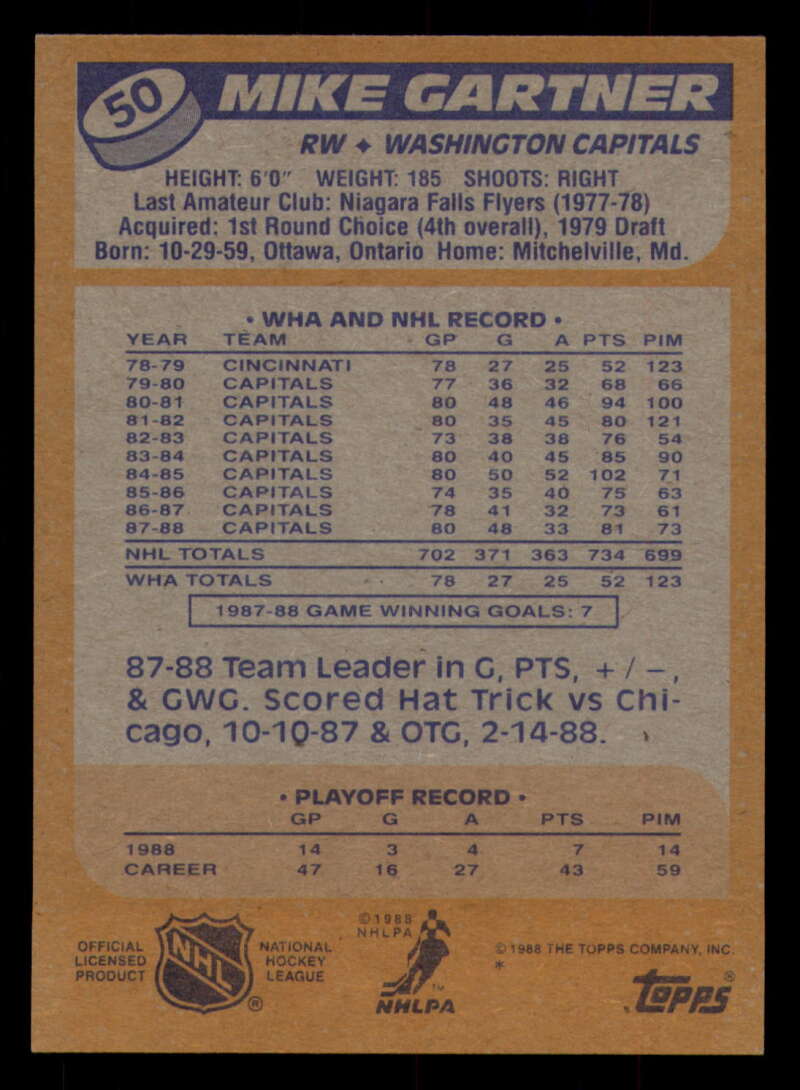 50
MIKE GARTNER
RW ✦ WASHINGTON CAPITALS
HEIGHT: 6'0" WEIGHT: 185 SHOOTS: RIGHT
Last Amateur Club: Niagara Falls Flyers (1977-78)
Acquired: 1st Round Choice (4th overall), 1979 Draft
Born: 10-29-59, Ottawa, Ontario Home: Mitchelville, Md.
• WHA AND NHL RECORD •
YEAR TEAM GP G A PTS PIM
78-79 CINCINNATI 78 27 25 52 123
79-80 CAPITALS 77 36 32 68 66
80-81 CAPITALS 80 48 46 94 100
81-82 CAPITALS 80 35 45 80 121
82-83 CAPITALS 73 38 38 76 54
83-84 CAPITALS 80 40 45 85 90
84-85 CAPITALS 80 50 52 102 71
85-86 CAPITALS 74 35 40 75 63
86-87 CAPITALS 78 41 32 73 61
87-88 CAPITALS 80 48 33 81 73
NHL TOTALS 702 371 363 734 699
WHA TOTALS 78 27 25 52 123
1987-88 GAME WINNING GOALS: 7
87-88 Team Leader in G, PTS, + / –,
& GWG. Scored Hat Trick vs Chi-
cago, 10-10-87 & OTG, 2-14-88.
• PLAYOFF RECORD •
GP G A PTS PIM
1988 14 3 4 7 14
CAREER 47 16 27 43 59
OFFICIAL
LICENSED
PRODUCT
NHL
®
NATIONAL
HOCKEY
LEAGUE
©1988
NHLPA
™
NHLPA
© 1988 THE TOPPS COMPANY, INC.
*
topps®